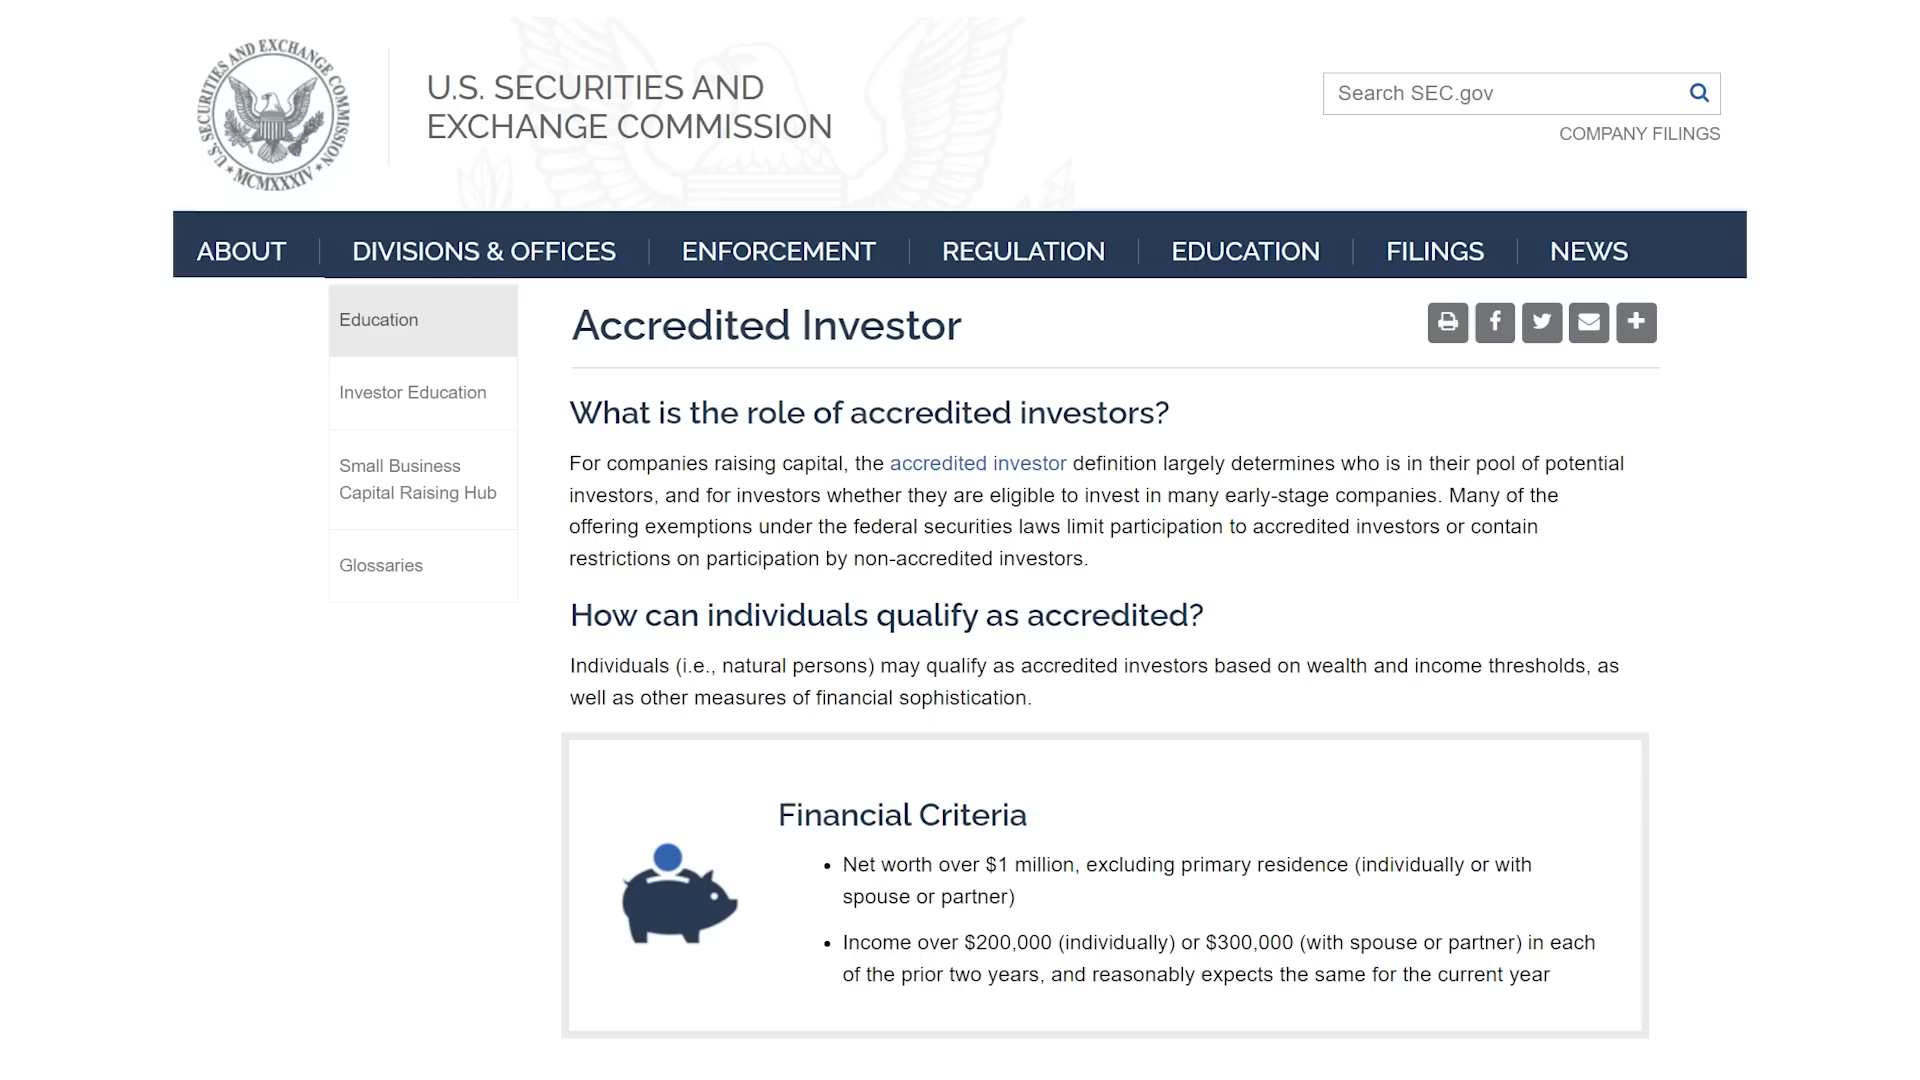 U.S. SECURITIES AND EXCHANGE COMMISSION
MCMXXXIV
U.S. SECURITIES AND
EXCHANGE COMMISSION
Search SEC.gov
COMPANY FILINGS
ABOUT
DIVISIONS & OFFICES
ENFORCEMENT
REGULATION
EDUCATION
FILINGS
NEWS
Education
Investor Education
Small Business
Capital Raising Hub
Glossaries
Accredited Investor
What is the role of accredited investors?
For companies raising capital, the accredited investor definition largely determines who is in their pool of potential
investors, and for investors whether they are eligible to invest in many early-stage companies. Many of the
offering exemptions under the federal securities laws limit participation to accredited investors or contain
restrictions on participation by non-accredited investors.
How can individuals qualify as accredited?
Individuals (i.e., natural persons) may qualify as accredited investors based on wealth and income thresholds, as
well as other measures of financial sophistication.
Financial Criteria
• Net worth over $1 million, excluding primary residence (individually or with
spouse or partner)
• Income over $200,000 (individually) or $300,000 (with spouse or partner) in each
of the prior two years, and reasonably expects the same for the current year